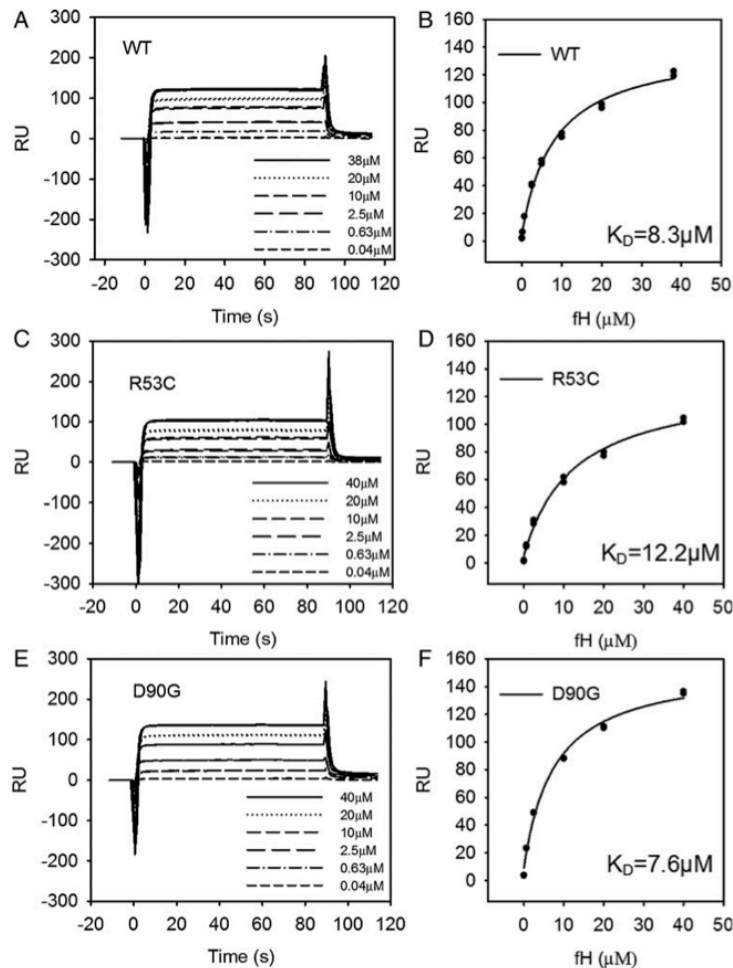 A
WT
RU
300
200
100
0
-100
-200
-300
38µM
20µM
10µM
2.5µM
0.63µM
0.04µM
-20 0 20 40 60 80 100 120
Time (s)
B
WT
RU
160
140
120
100
80
60
40
20
0
K_D=8.3µM
0 10 20 30 40 50
fH (µM)
C
R53C
RU
300
200
100
0
-100
-200
-300
40µM
20µM
10µM
2.5µM
0.63µM
0.04µM
-20 0 20 40 60 80 100 120
Time (s)
D
R53C
RU
160
140
120
100
80
60
40
20
0
K_D=12.2µM
0 10 20 30 40 50
fH (µM)
E
D90G
RU
300
200
100
0
-100
-200
-300
40µM
20µM
10µM
2.5µM
0.63µM
0.04µM
-20 0 20 40 60 80 100 120
Time (s)
F
D90G
RU
160
140
120
100
80
60
40
20
0
K_D=7.6µM
0 10 20 30 40 50
fH (µM)